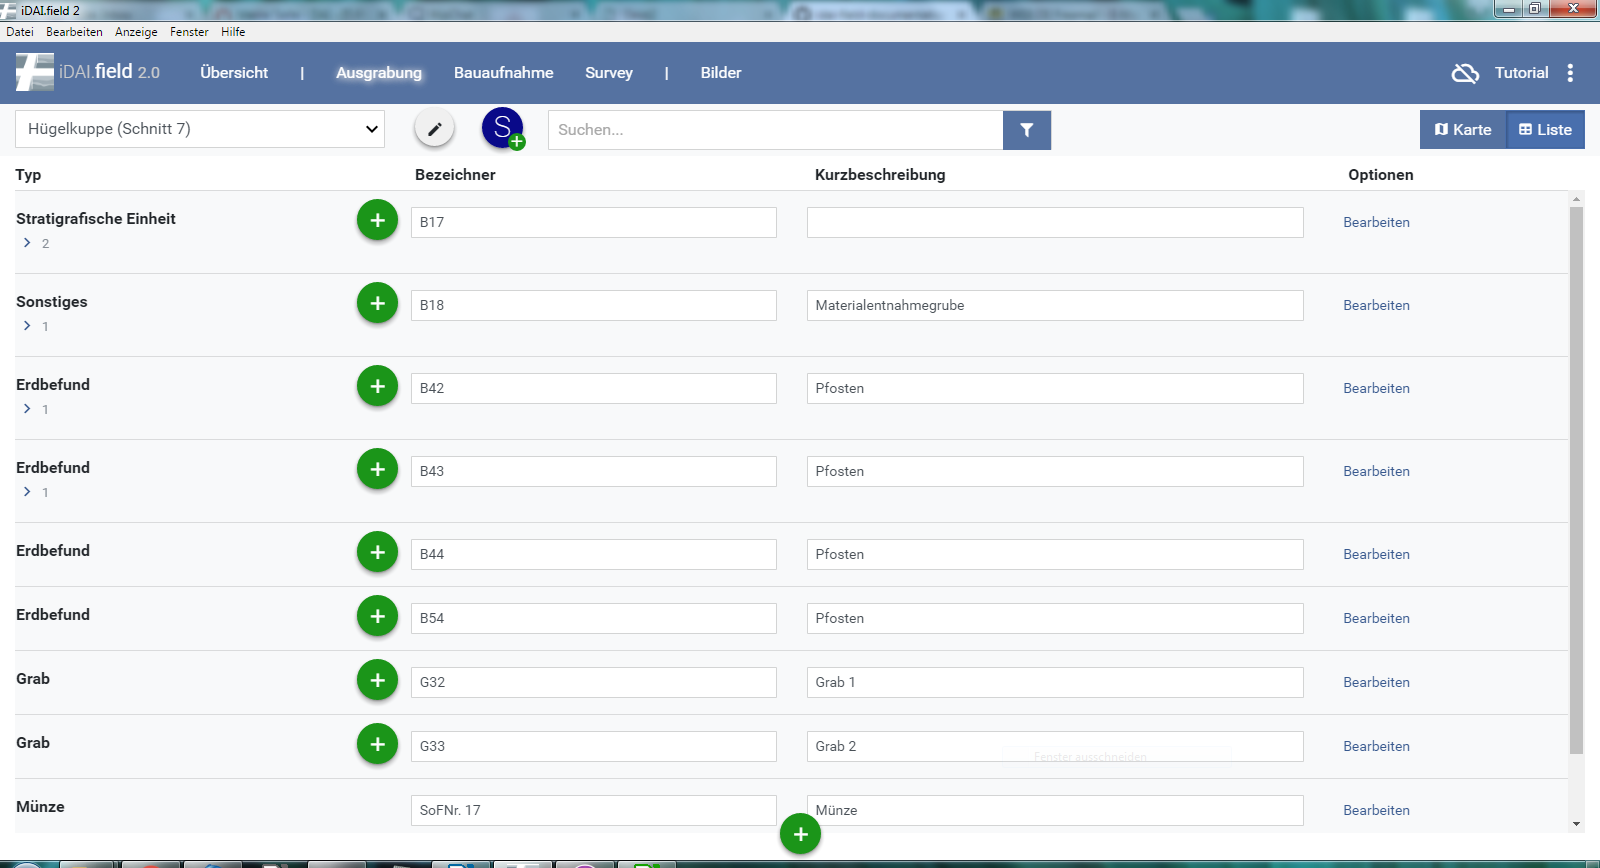 iDAI.field 2
Datei Bearbeiten Anzeige Fenster Hilfe
iDAI.field 2.0 Übersicht | Ausgrabung Bauaufnahme Survey | Bilder Tutorial
Hügelkuppe (Schnitt 7) S Suchen... Karte Liste
Typ Bezeichner Kurzbeschreibung Optionen
Stratigrafische Einheit B17 Bearbeiten
2
Sonstiges B18 Materialentnahmegrube Bearbeiten
1
Erdbefund B42 Pfosten Bearbeiten
1
Erdbefund B43 Pfosten Bearbeiten
1
Erdbefund B44 Pfosten Bearbeiten
Erdbefund B54 Pfosten Bearbeiten
Grab G32 Grab 1 Bearbeiten
Grab G33 Grab 2 Bearbeiten
Fenster ausschneiden
Münze SoFNr. 17 Münze Bearbeiten